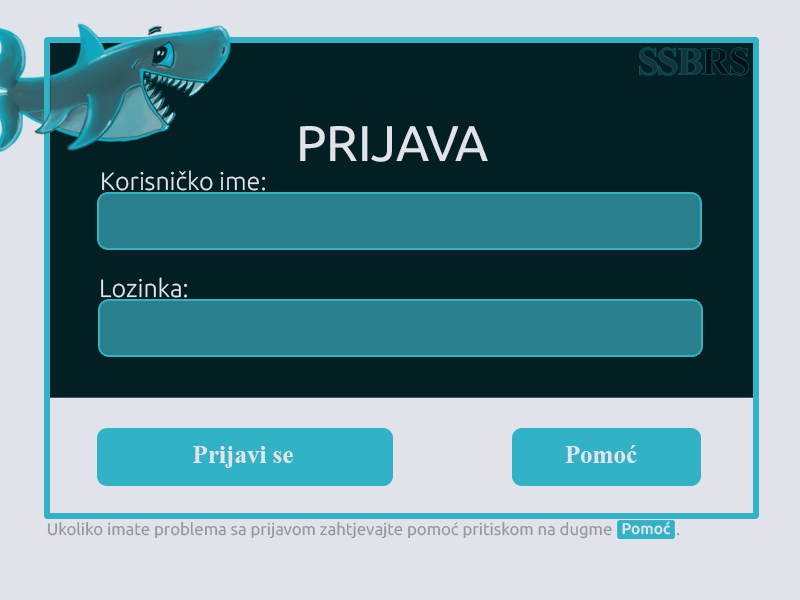 SSBRS
PRIJAVA
Korisničko ime:
Lozinka:
Prijavi se
Pomoć
Ukoliko imate problema sa prijavom zahtjevajte pomoć pritiskom na dugme Pomoć.